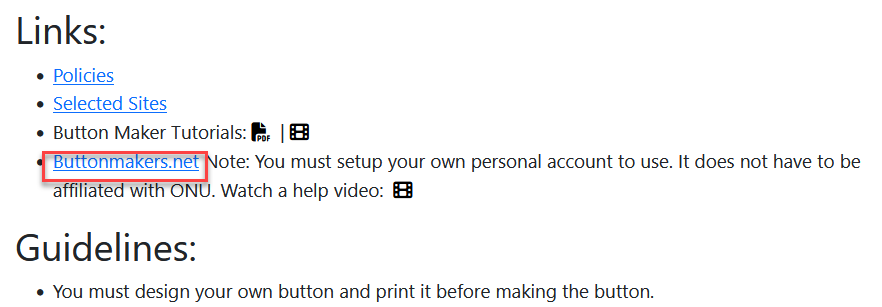 Links:
• Policies
• Selected Sites
• Button Maker Tutorials: PDF |
• Buttonmakers.net Note: You must setup your own personal account to use. It does not have to be
affiliated with ONU. Watch a help video:
Guidelines:
• You must design your own button and print it before making the button.